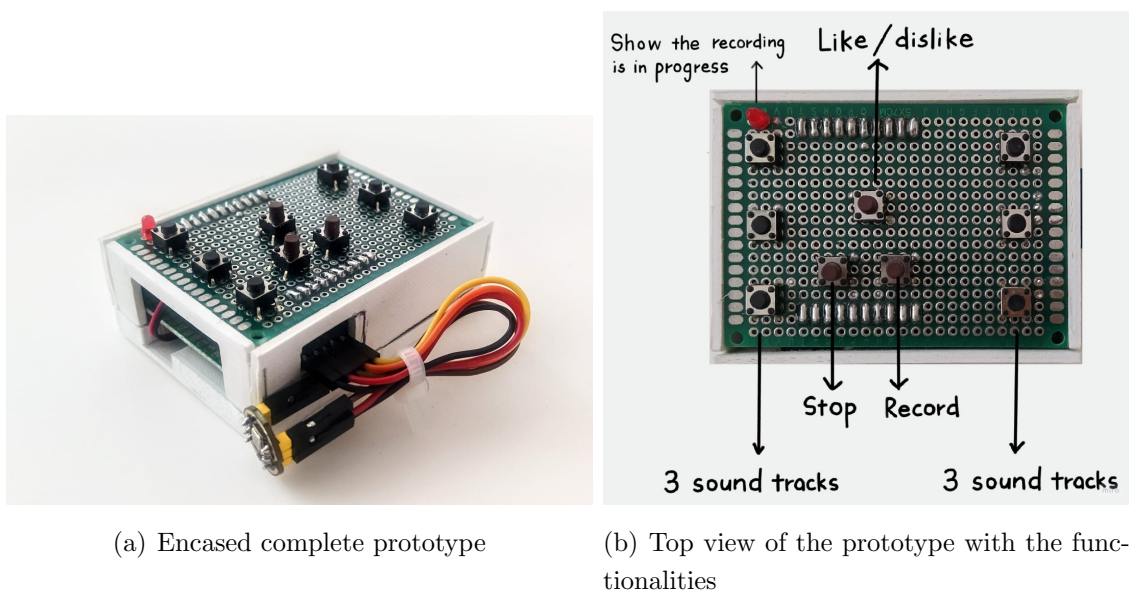 Show the recording
is in progress
Like/dislike
Stop
Record
3 sound tracks
3 sound tracks
miro
(a) Encased complete prototype
(b) Top view of the prototype with the func-
tionalities